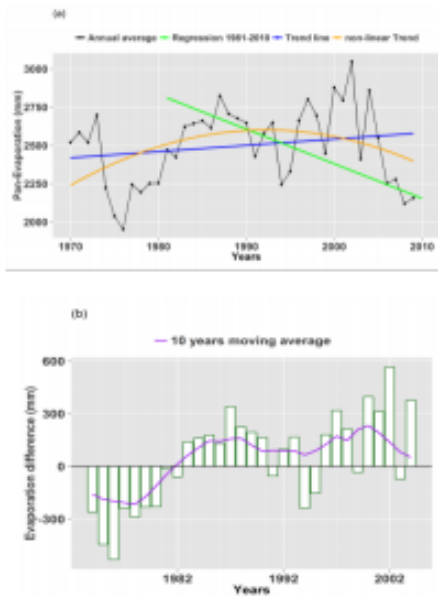 (a)
Annual average Regression 1981-2010 Trend line non-linear Trend
Pan-Evaporation (mm)
3000
2750
2500
2250
2000
1970 1980 1990 2000 2010
Years
(b)
10 years moving average
Evaporation difference (mm)
600
300
0
-300
1982 1992 2002
Years